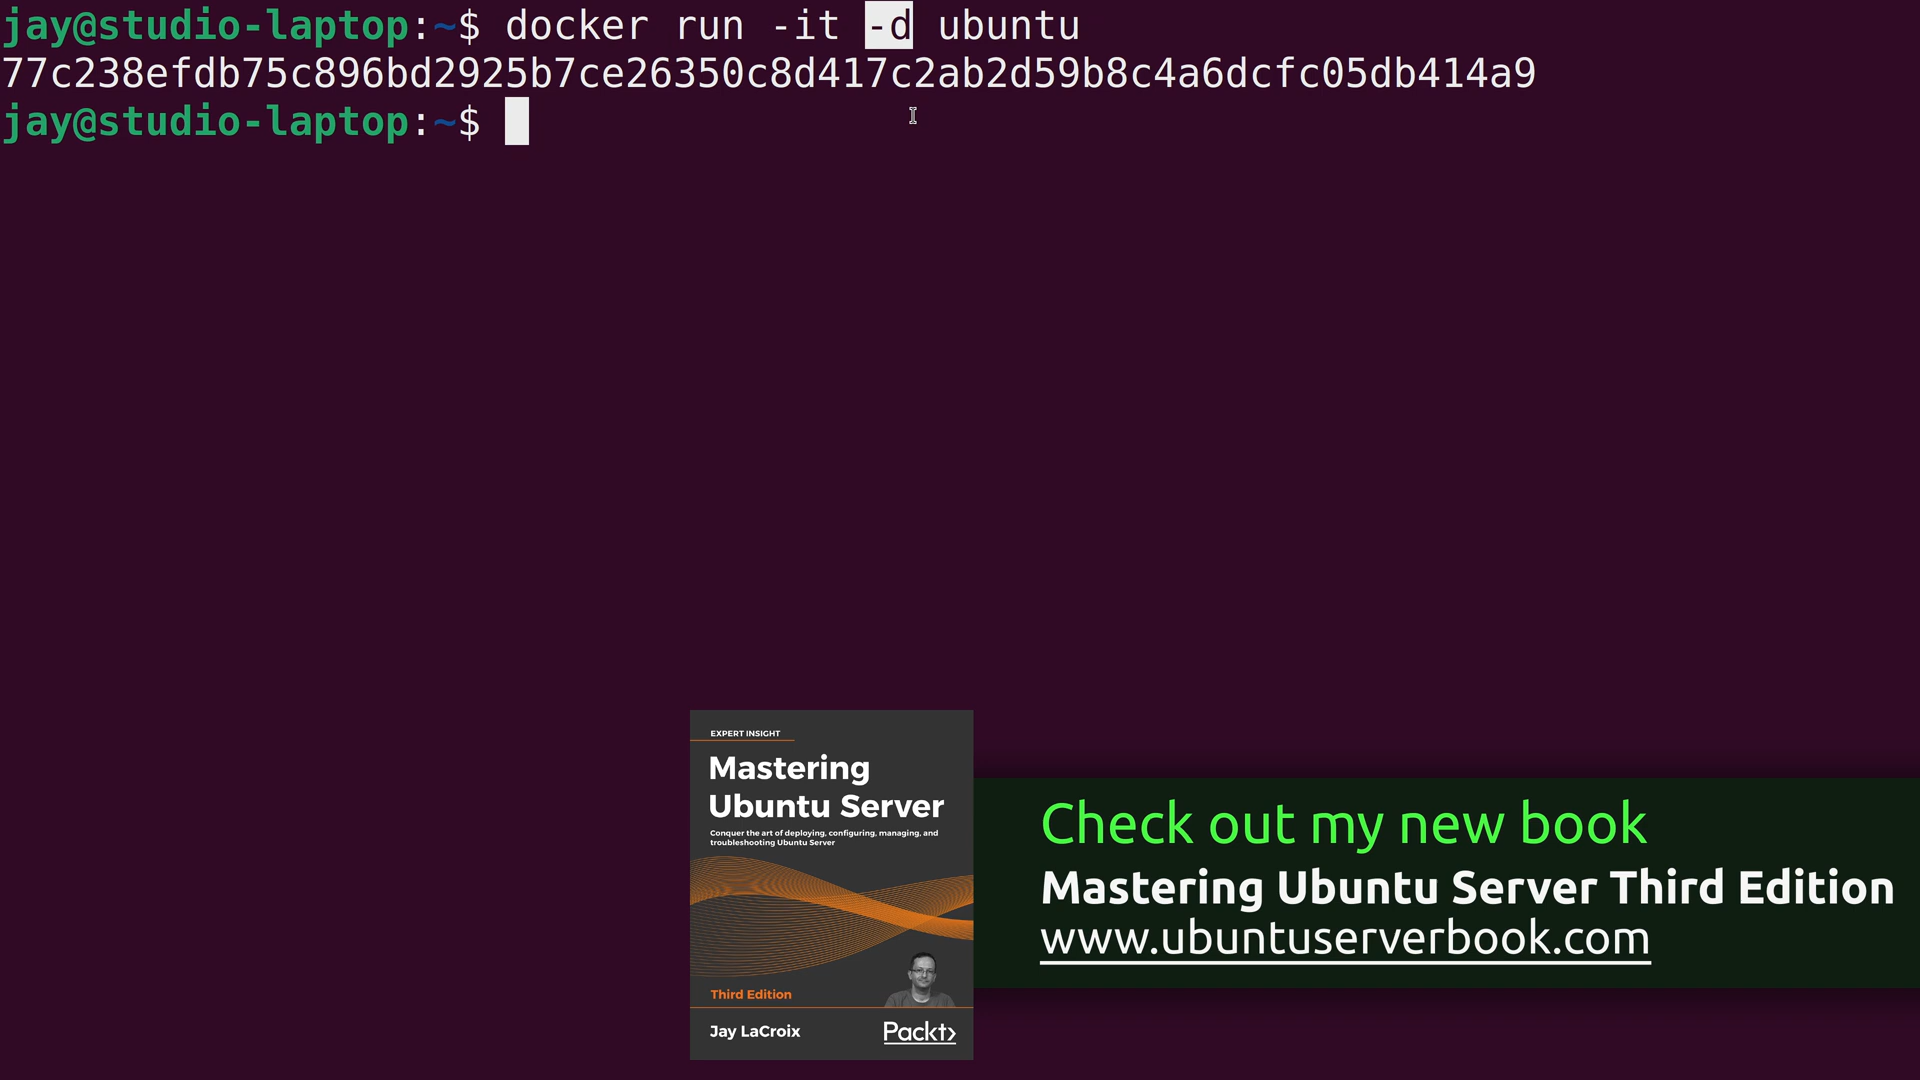 jay@studio-laptop:~$ docker run -it -d ubuntu
77c238efdb75c896bd2925b7ce26350c8d417c2ab2d59b8c4a6dcfc05db414a9
jay@studio-laptop:~$
EXPERT INSIGHT
Mastering
Ubuntu Server
Conquer the art of deploying, configuring, managing, and
troubleshooting Ubuntu Server
Third Edition
Jay LaCroix
Packt>
Check out my new book
Mastering Ubuntu Server Third Edition
www.ubuntuserverbook.com